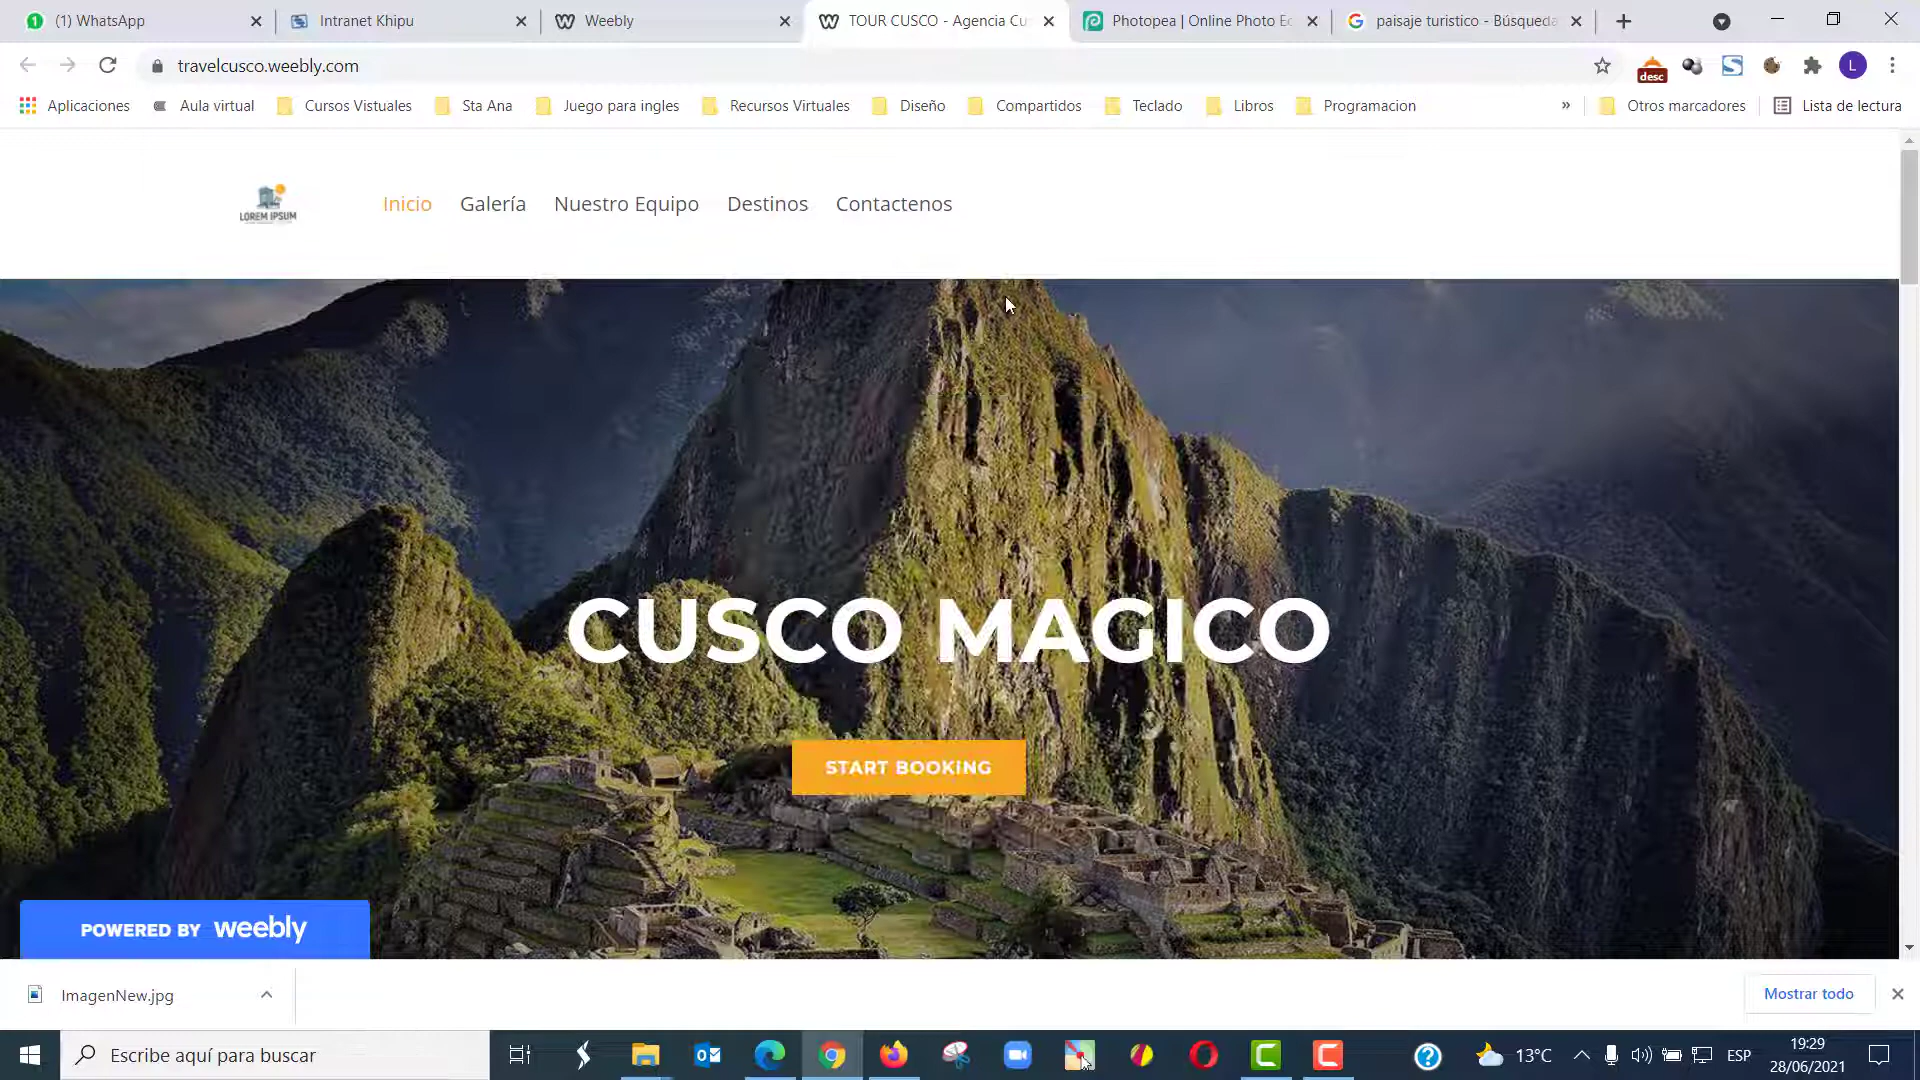 (1) WhatsApp
Intranet Khipu
Weebly
TOUR CUSCO - Agencia Cu
Photopea | Online Photo Ed
paisaje turistico - Búsqueda
travelcusco.weebly.com
desc
L
Aplicaciones
Aula virtual
Cursos Vistuales
Sta Ana
Juego para ingles
Recursos Virtuales
Diseño
Compartidos
Teclado
Libros
Programacion
»
Otros marcadores
Lista de lectura
LOREM IPSUM
Inicio
Galería
Nuestro Equipo
Destinos
Contactenos
CUSCO MAGICO
START BOOKING
POWERED BY weebly
ImagenNew.jpg
Mostrar todo
Escribe aquí para buscar
13°C
ESP
19:29
28/06/2021